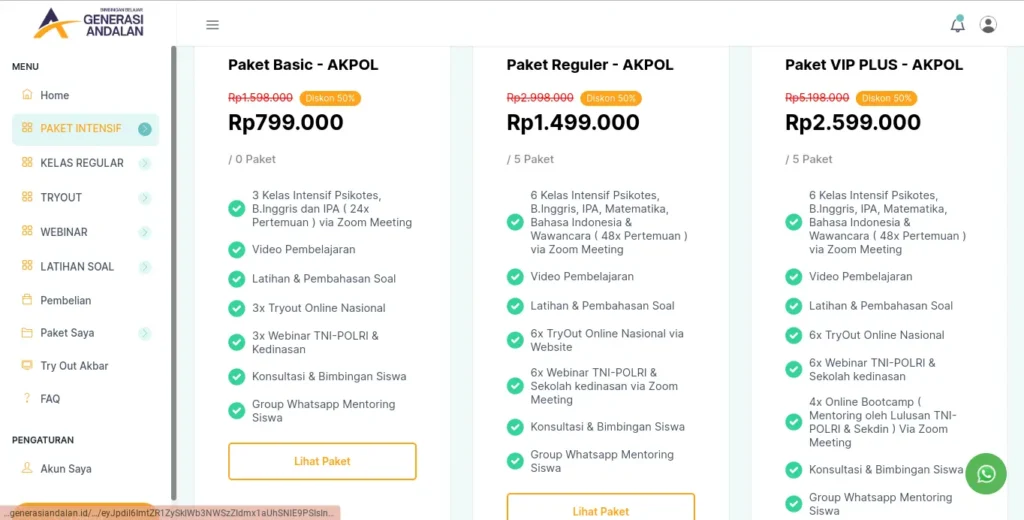 BIMBINGAN BELAJAR
GENERASI
ANDALAN
MENU
Home
PAKET INTENSIF
KELAS REGULAR
TRYOUT
WEBINAR
LATIHAN SOAL
Pembelian
Paket Saya
Try Out Akbar
FAQ
PENGATURAN
Akun Saya
Paket Basic - AKPOL
Rp1.598.000 Diskon 50%
Rp799.000
/ 0 Paket
3 Kelas Intensif Psikotes,
B.Inggris dan IPA ( 24x
Pertemuan ) via Zoom Meeting
Video Pembelajaran
Latihan & Pembahasan Soal
3x Tryout Online Nasional
3x Webinar TNI-POLRI &
Kedinasan
Konsultasi & Bimbingan Siswa
Group Whatsapp Mentoring
Siswa
Lihat Paket
Paket Reguler - AKPOL
Rp2.998.000 Diskon 50%
Rp1.499.000
/ 5 Paket
6 Kelas Intensif Psikotes,
B.Inggris, IPA, Matematika,
Bahasa Indonesia &
Wawancara ( 48x Pertemuan )
via Zoom Meeting
Video Pembelajaran
Latihan & Pembahasan Soal
6x TryOut Online Nasional via
Website
6x Webinar TNI-POLRI &
Sekolah kedinasan via Zoom
Meeting
Konsultasi & Bimbingan Siswa
Group Whatsapp Mentoring
Siswa
Lihat Paket
Paket VIP PLUS - AKPOL
Rp5.198.000 Diskon 50%
Rp2.599.000
/ 5 Paket
6 Kelas Intensif Psikotes,
B.Inggris, IPA, Matematika,
Bahasa Indonesia &
Wawancara ( 48x Pertemuan )
via Zoom Meeting
Video Pembelajaran
Latihan & Pembahasan Soal
6x TryOut Online Nasional
6x Webinar TNI-POLRI &
Sekolah kedinasan
4x Online Bootcamp (
Mentoring oleh Lulusan TNI-
POLRI & Sekdin ) Via Zoom
Meeting
Konsultasi & Bimbingan Siswa
Group Whatsapp Mentoring
Siswa